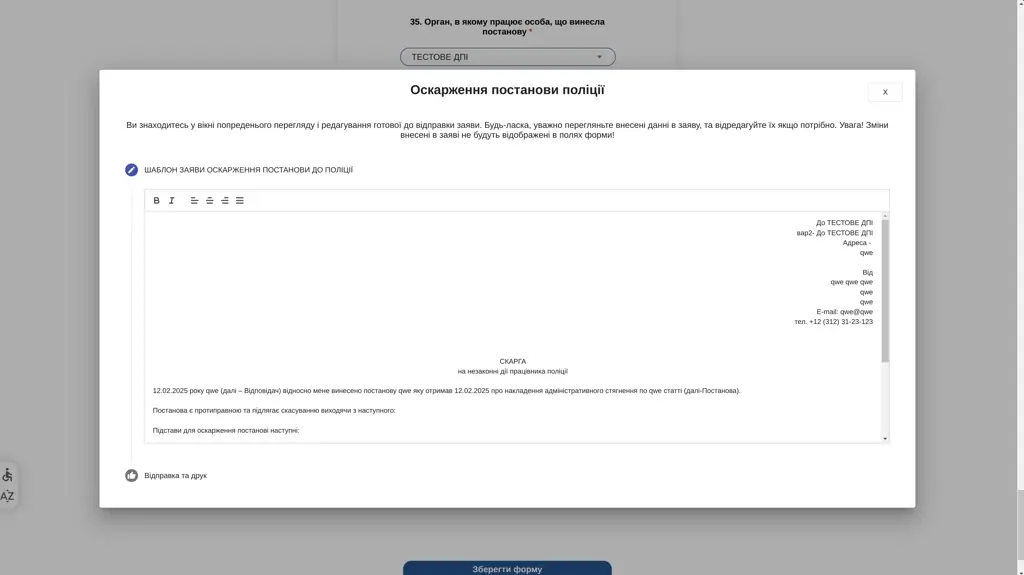 35. Орган, в якому працює особа, що винесла
постанову *
ТЕСТОВЕ ДПІ
Оскарження постанови поліції
X
Ви знаходитесь у вікні попреденього перегляду і редагування готової до відправки заяви. Будь-ласка, уважно перегляньте внесені данні в заяву, та відредагуйте їх якщо потрібно. Увага! Зміни
внесені в заяві не будуть відображені в полях форми!
ШАБЛОН ЗАЯВИ ОСКАРЖЕННЯ ПОСТАНОВИ ДО ПОЛІЦІЇ
B I
До ТЕСТОВЕ ДПІ
вар2- До ТЕСТОВЕ ДПІ
Адреса -
qwe
Від
qwe qwe qwe
qwe
qwe
E-mail: qwe@qwe
тел. +12 (312) 31-23-123
СКАРГА
на незаконні дії працівника поліції
12.02.2025 року qwe (далі – Відповідач) відносно мене винесено постанову qwe яку отримав 12.02.2025 про накладення адміністративного стягнення по qwe статті (далі-Постанова).
Постанова є протиправною та підлягає скасуванню виходячи з наступного:
Підстави для оскарження постанові наступні:
Відправка та друк
AZ
Зберегти форму